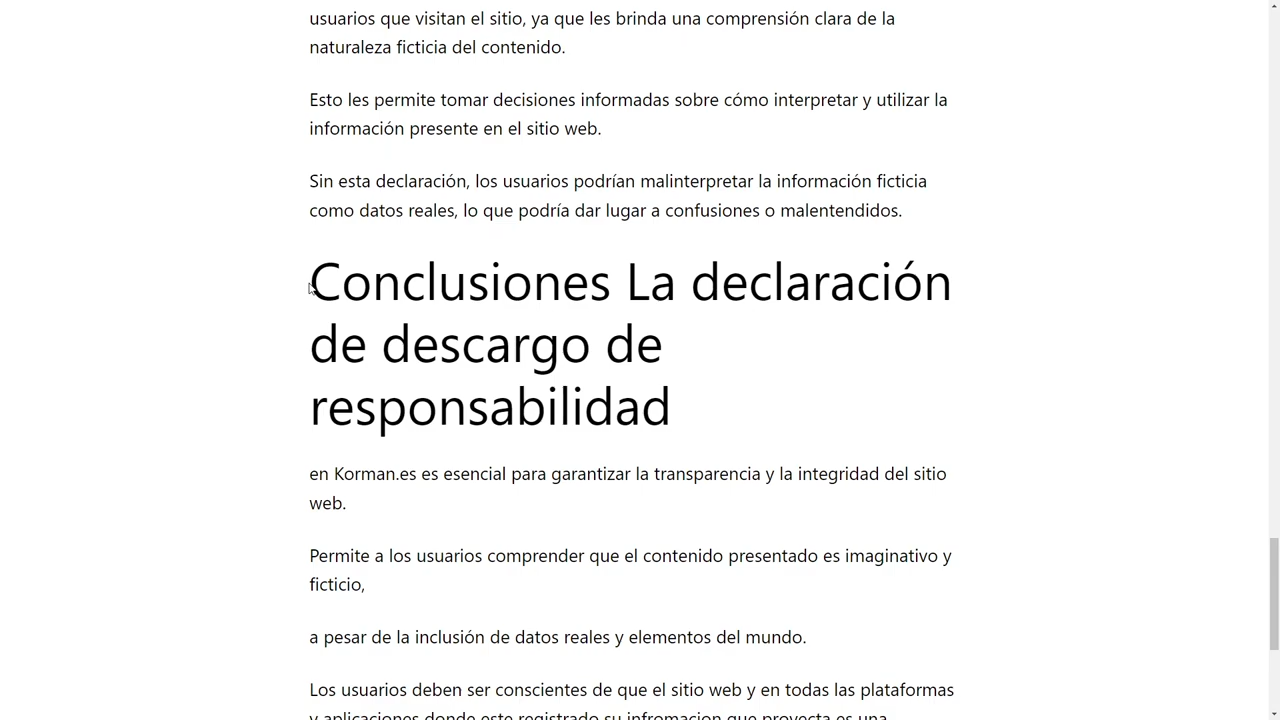 usuarios que visitan el sitio, ya que les brinda una comprensión clara de la
naturaleza ficticia del contenido.
Esto les permite tomar decisiones informadas sobre cómo interpretar y utilizar la
información presente en el sitio web.
Sin esta declaración, los usuarios podrían malinterpretar la información ficticia
como datos reales, lo que podría dar lugar a confusiones o malentendidos.
Conclusiones La declaración
de descargo de
responsabilidad
en Korman.es es esencial para garantizar la transparencia y la integridad del sitio
web.
Permite a los usuarios comprender que el contenido presentado es imaginativo y
ficticio,
a pesar de la inclusión de datos reales y elementos del mundo.
Los usuarios deben ser conscientes de que el sitio web y en todas las plataformas
y aplicaciones donde este registrado su infromacion que proyecta es una